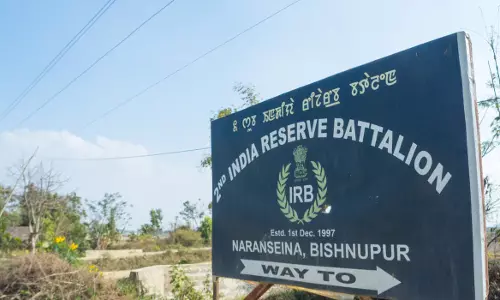 2ND INDIA RESERVE BATTALION
IRB
Estd. 1st Dec. 1997
NARANSEINA, BISHNUPUR
WAY TO